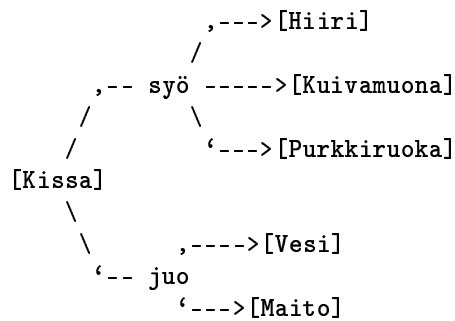 ,--->[Hiiri]
/
,-- syö ----->[Kuivamuona]
/ \
/ ‘--->[Purkkiruoka]
[Kissa]
\
\ ,---->[Vesi]
‘-- juo
‘--->[Maito]